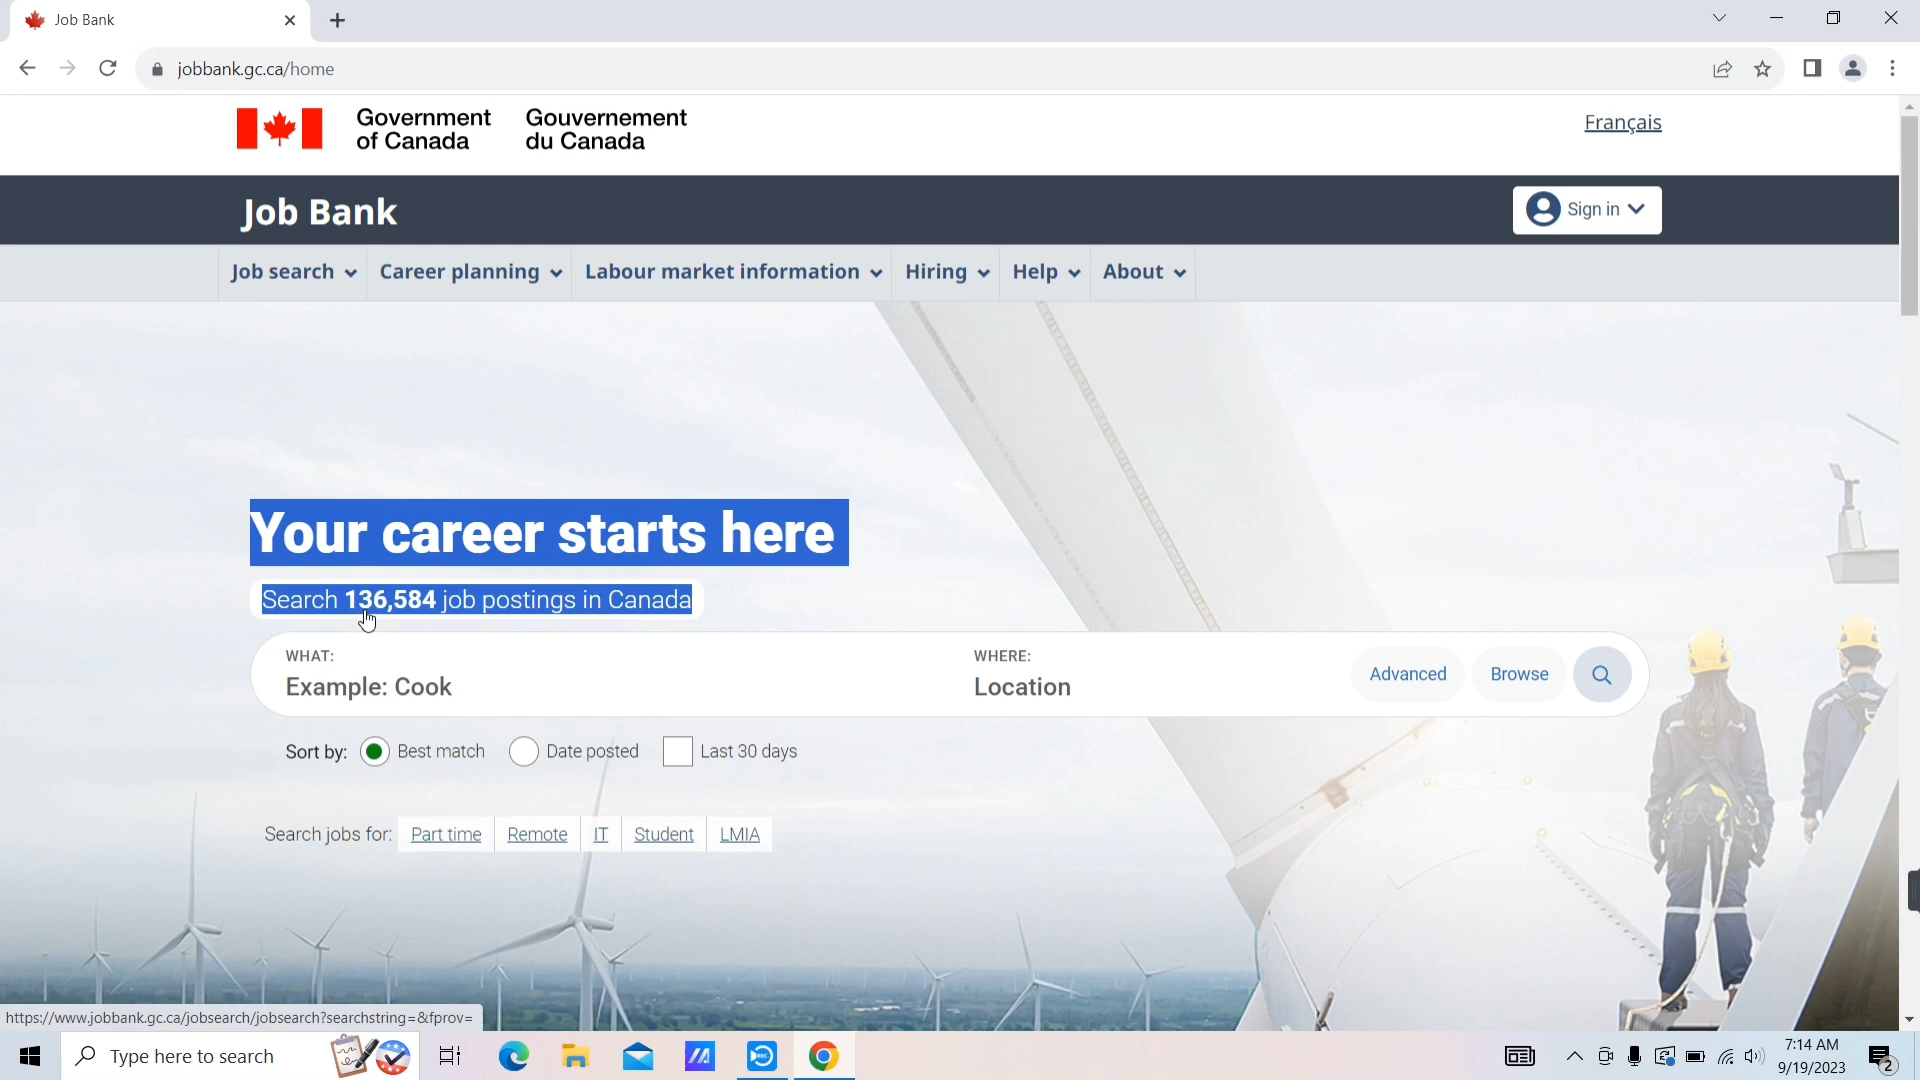 Job Bank
jobbank.gc.ca/home
Government of Canada
Gouvernement du Canada
Français
Job Bank
Sign in
Job search
Career planning
Labour market information
Hiring
Help
About
Your career starts here
Search 136,584 job postings in Canada
WHAT:
Example: Cook
WHERE:
Location
Advanced
Browse
Sort by:
Best match
Date posted
Last 30 days
Search jobs for:
Part time
Remote
IT
Student
LMIA
https://www.jobbank.gc.ca/jobsearch/jobsearch?searchstring=&fprov=
Type here to search
REC
7:14 AM
9/19/2023
2